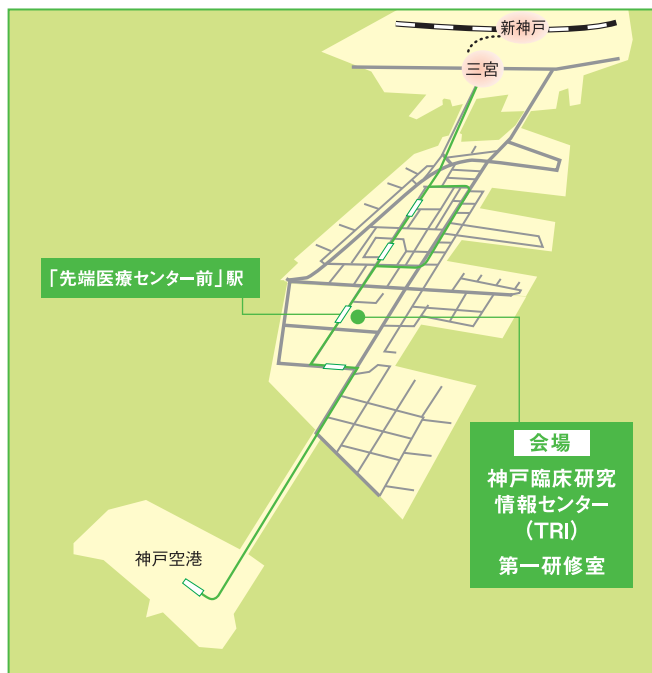 新神戸
三宮
「先端医療センター前」駅
会場
神戸臨床研究
情報センター
（TRI）
第一研修室
神戸空港